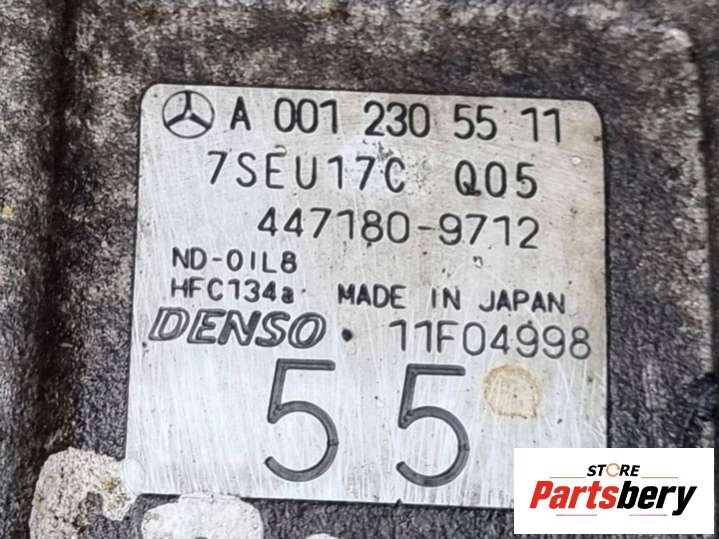 A 001 230 55 11
7SEU17C Q05
447180-9712
ND-OIL8
HFC134a MADE IN JAPAN
DENSO 11F04998
55
STORE
Partsbery